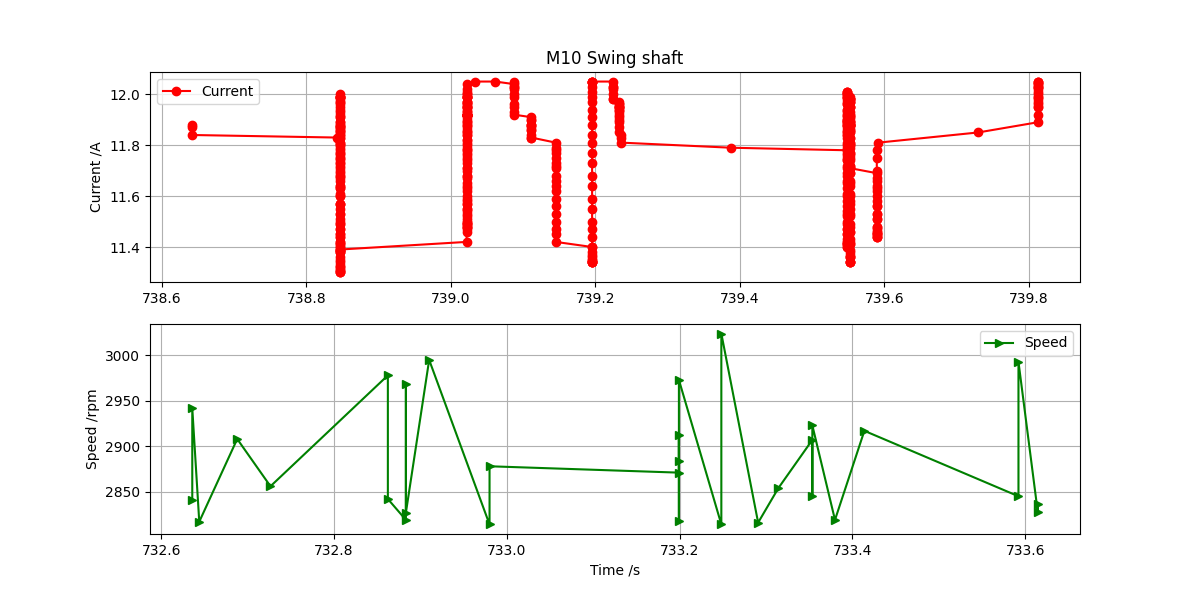 M10 Swing shaft
Current
12.0
11.8
11.6
11.4
Current /A
738.6 738.8 739.0 739.2 739.4 739.6 739.8
Speed
3000
2950
2900
2850
Speed /rpm
732.6 732.8 733.0 733.2 733.4 733.6
Time /s